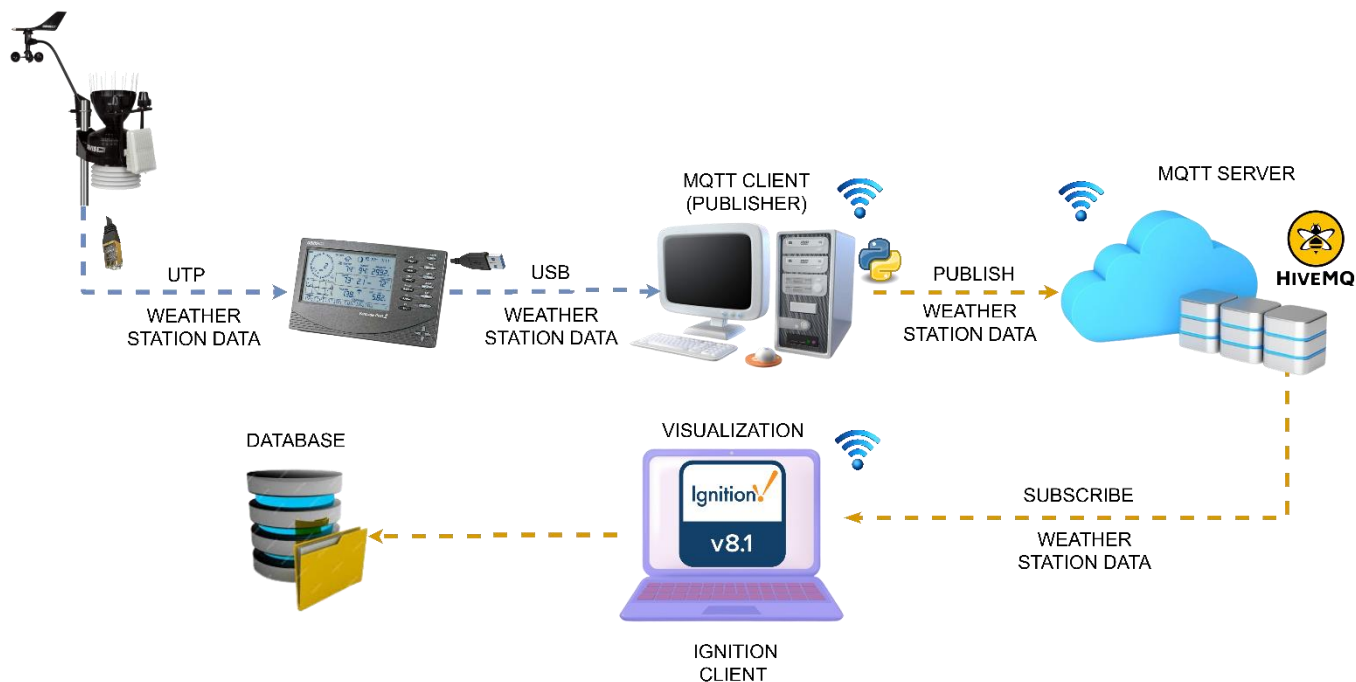 MQTT CLIENT
(PUBLISHER)
MQTT SERVER
HIVEMQ
UTP
WEATHER
STATION DATA
USB
WEATHER
STATION DATA
PUBLISH
WEATHER
STATION DATA
DATABASE
VISUALIZATION
Ignition!
v8.1
SUBSCRIBE
WEATHER
STATION DATA
IGNITION
CLIENT